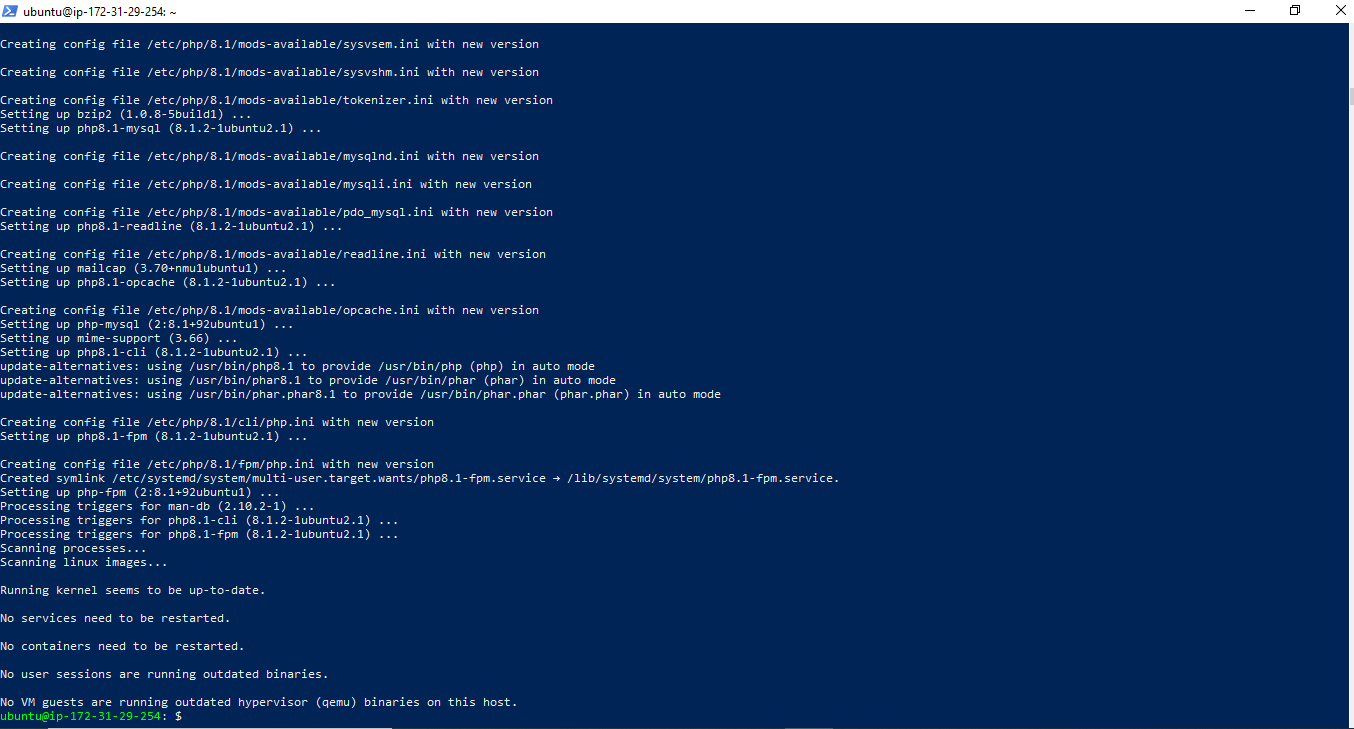 ubuntu@ip-172-31-29-254: ~
Creating config file /etc/php/8.1/mods-available/sysvsem.ini with new version
Creating config file /etc/php/8.1/mods-available/sysvshm.ini with new version
Creating config file /etc/php/8.1/mods-available/tokenizer.ini with new version
Setting up bzip2 (1.0.8-5build1) ...
Setting up php8.1-mysql (8.1.2-1ubuntu2.1) ...
Creating config file /etc/php/8.1/mods-available/mysqlnd.ini with new version
Creating config file /etc/php/8.1/mods-available/mysqli.ini with new version
Creating config file /etc/php/8.1/mods-available/pdo_mysql.ini with new version
Setting up php8.1-readline (8.1.2-1ubuntu2.1) ...
Creating config file /etc/php/8.1/mods-available/readline.ini with new version
Setting up mailcap (3.70+nmu1ubuntu1) ...
Setting up php8.1-opcache (8.1.2-1ubuntu2.1) ...
Creating config file /etc/php/8.1/mods-available/opcache.ini with new version
Setting up php-mysql (2:8.1+92ubuntu1) ...
Setting up mime-support (3.66) ...
Setting up php8.1-cli (8.1.2-1ubuntu2.1) ...
update-alternatives: using /usr/bin/php8.1 to provide /usr/bin/php (php) in auto mode
update-alternatives: using /usr/bin/phar8.1 to provide /usr/bin/phar (phar) in auto mode
update-alternatives: using /usr/bin/phar.phar8.1 to provide /usr/bin/phar.phar (phar.phar) in auto mode
Creating config file /etc/php/8.1/cli/php.ini with new version
Setting up php8.1-fpm (8.1.2-1ubuntu2.1) ...
Creating config file /etc/php/8.1/fpm/php.ini with new version
Created symlink /etc/systemd/system/multi-user.target.wants/php8.1-fpm.service → /lib/systemd/system/php8.1-fpm.service.
Setting up php-fpm (2:8.1+92ubuntu1) ...
Processing triggers for man-db (2.10.2-1) ...
Processing triggers for php8.1-cli (8.1.2-1ubuntu2.1) ...
Processing triggers for php8.1-fpm (8.1.2-1ubuntu2.1) ...
Scanning processes...
Scanning linux images...
Running kernel seems to be up-to-date.
No services need to be restarted.
No containers need to be restarted.
No user sessions are running outdated binaries.
No VM guests are running outdated hypervisor (qemu) binaries on this host.
ubuntu@ip-172-31-29-254: $